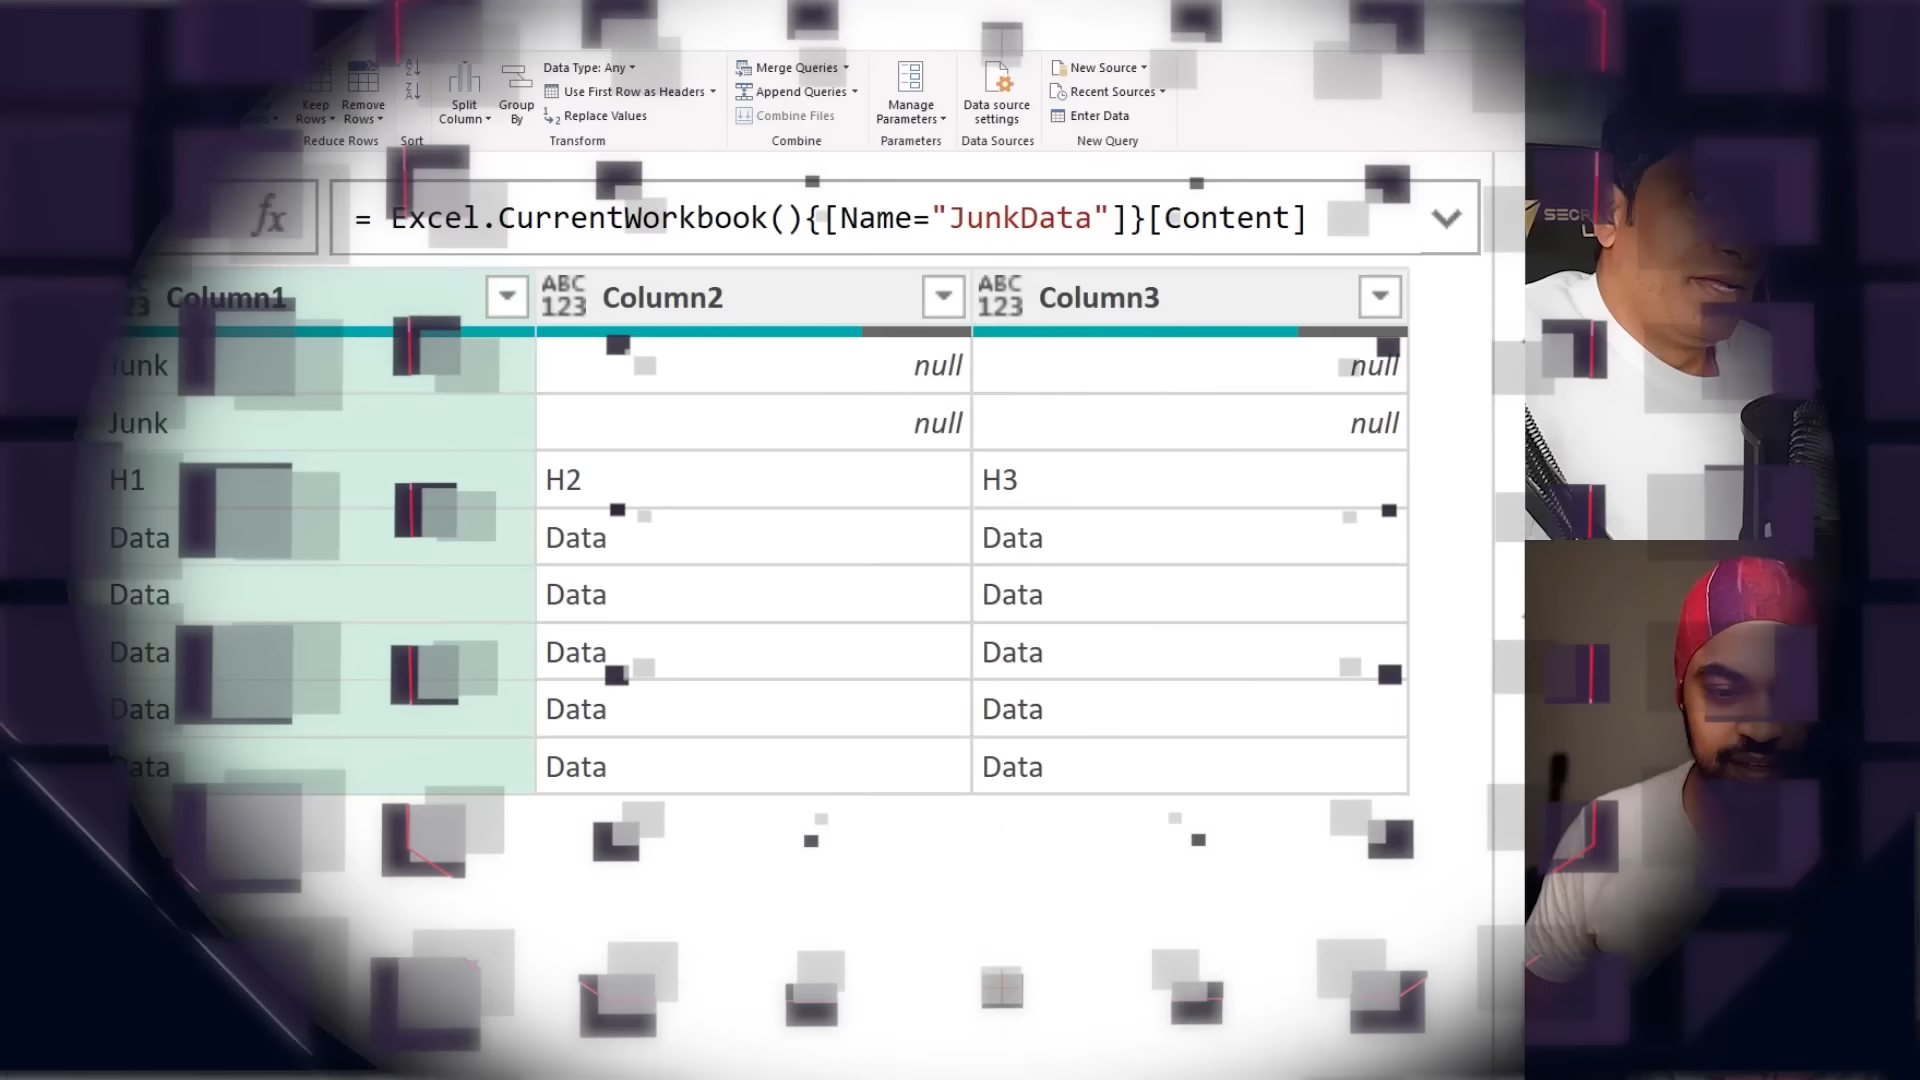 Keep Rows
Remove Rows
Reduce Rows
Sort
Split Column
Group By
Data Type: Any
Use First Row as Headers
Replace Values
Transform
Merge Queries
Append Queries
Combine Files
Combine
Manage Parameters
Parameters
Data source settings
Data Sources
New Source
Recent Sources
Enter Data
New Query
fx
= Excel.CurrentWorkbook(){[Name="JunkData"]}[Content]
Column1 ABC 123 Column2 ABC 123 Column3
Junk null null
Junk null null
H1 H2 H3
Data Data Data
Data Data Data
Data Data Data
Data Data Data
Data Data Data